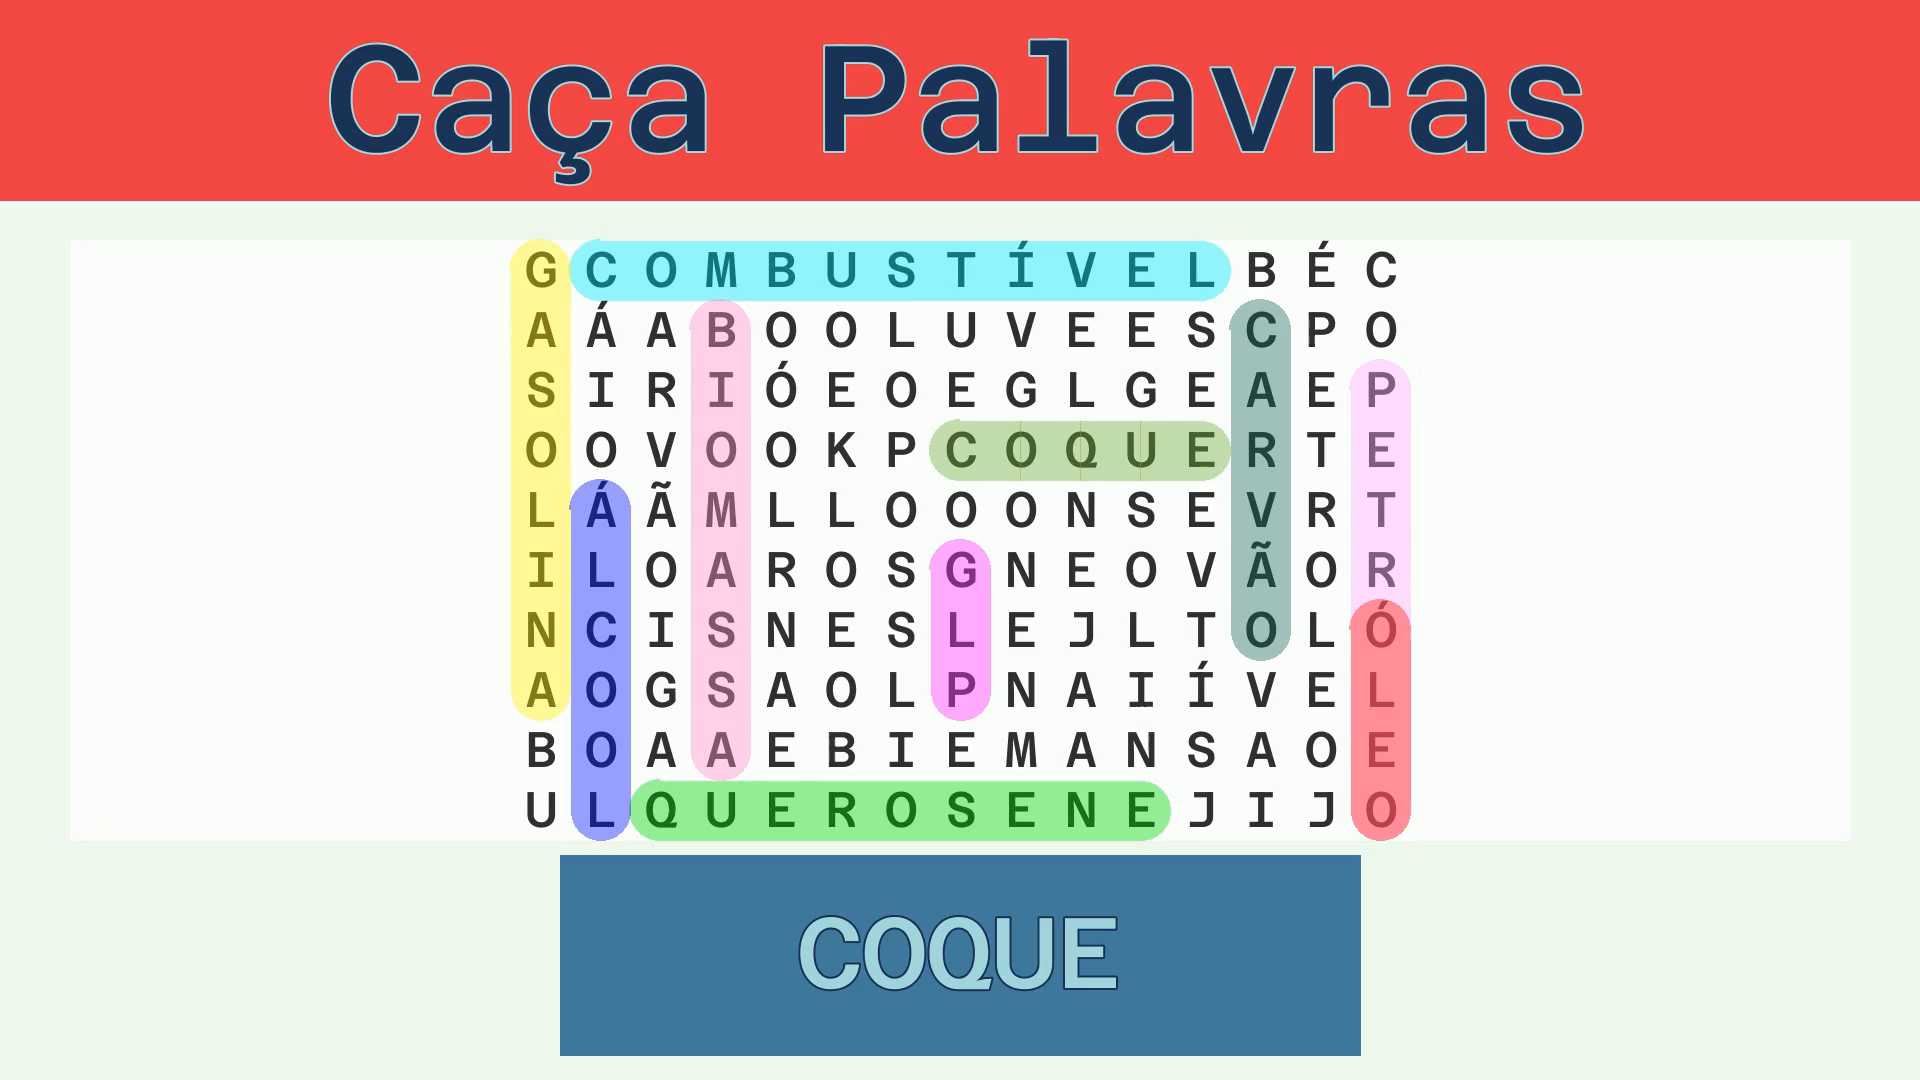 Caça Palavras
G C O M B U S T Í V E L B É C
A Á A B O O L U V E E S C P O
S I R I Ó E O E G L G E A E P
O O V O O K P C O Q U E R T E
L Á Ã M L L O O O N S E V R T
I L O A R O S G N E O V Ã O R
N C I S N E S L E J L T O L Ó
A O G S A O L P N A I Í V E L
B O A A E B I E M A N S A O E
U L Q U E R O S E N E J I J O
COQUE